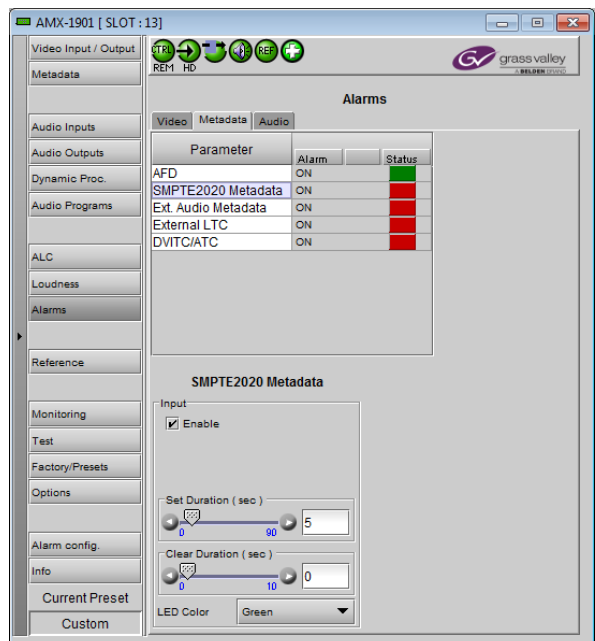 AMX-1901 [ SLOT : 13]
Video Input / Output
Metadata
Audio Inputs
Audio Outputs
Dynamic Proc.
Audio Programs
ALC
Loudness
Alarms
Reference
Monitoring
Test
Factory/Presets
Options
Alarm config.
Info
Current Preset
Custom
CTRL REF
REM HD
GV grass valley
A BELDEN BRAND
Alarms
Video Metadata Audio
Parameter Alarm Status
AFD ON
SMPTE2020 Metadata ON
Ext. Audio Metadata ON
External LTC ON
DVITC/ATC ON
SMPTE2020 Metadata
Input
Enable
Set Duration ( sec )
0 90 5
Clear Duration ( sec )
0 10 0
LED Color Green